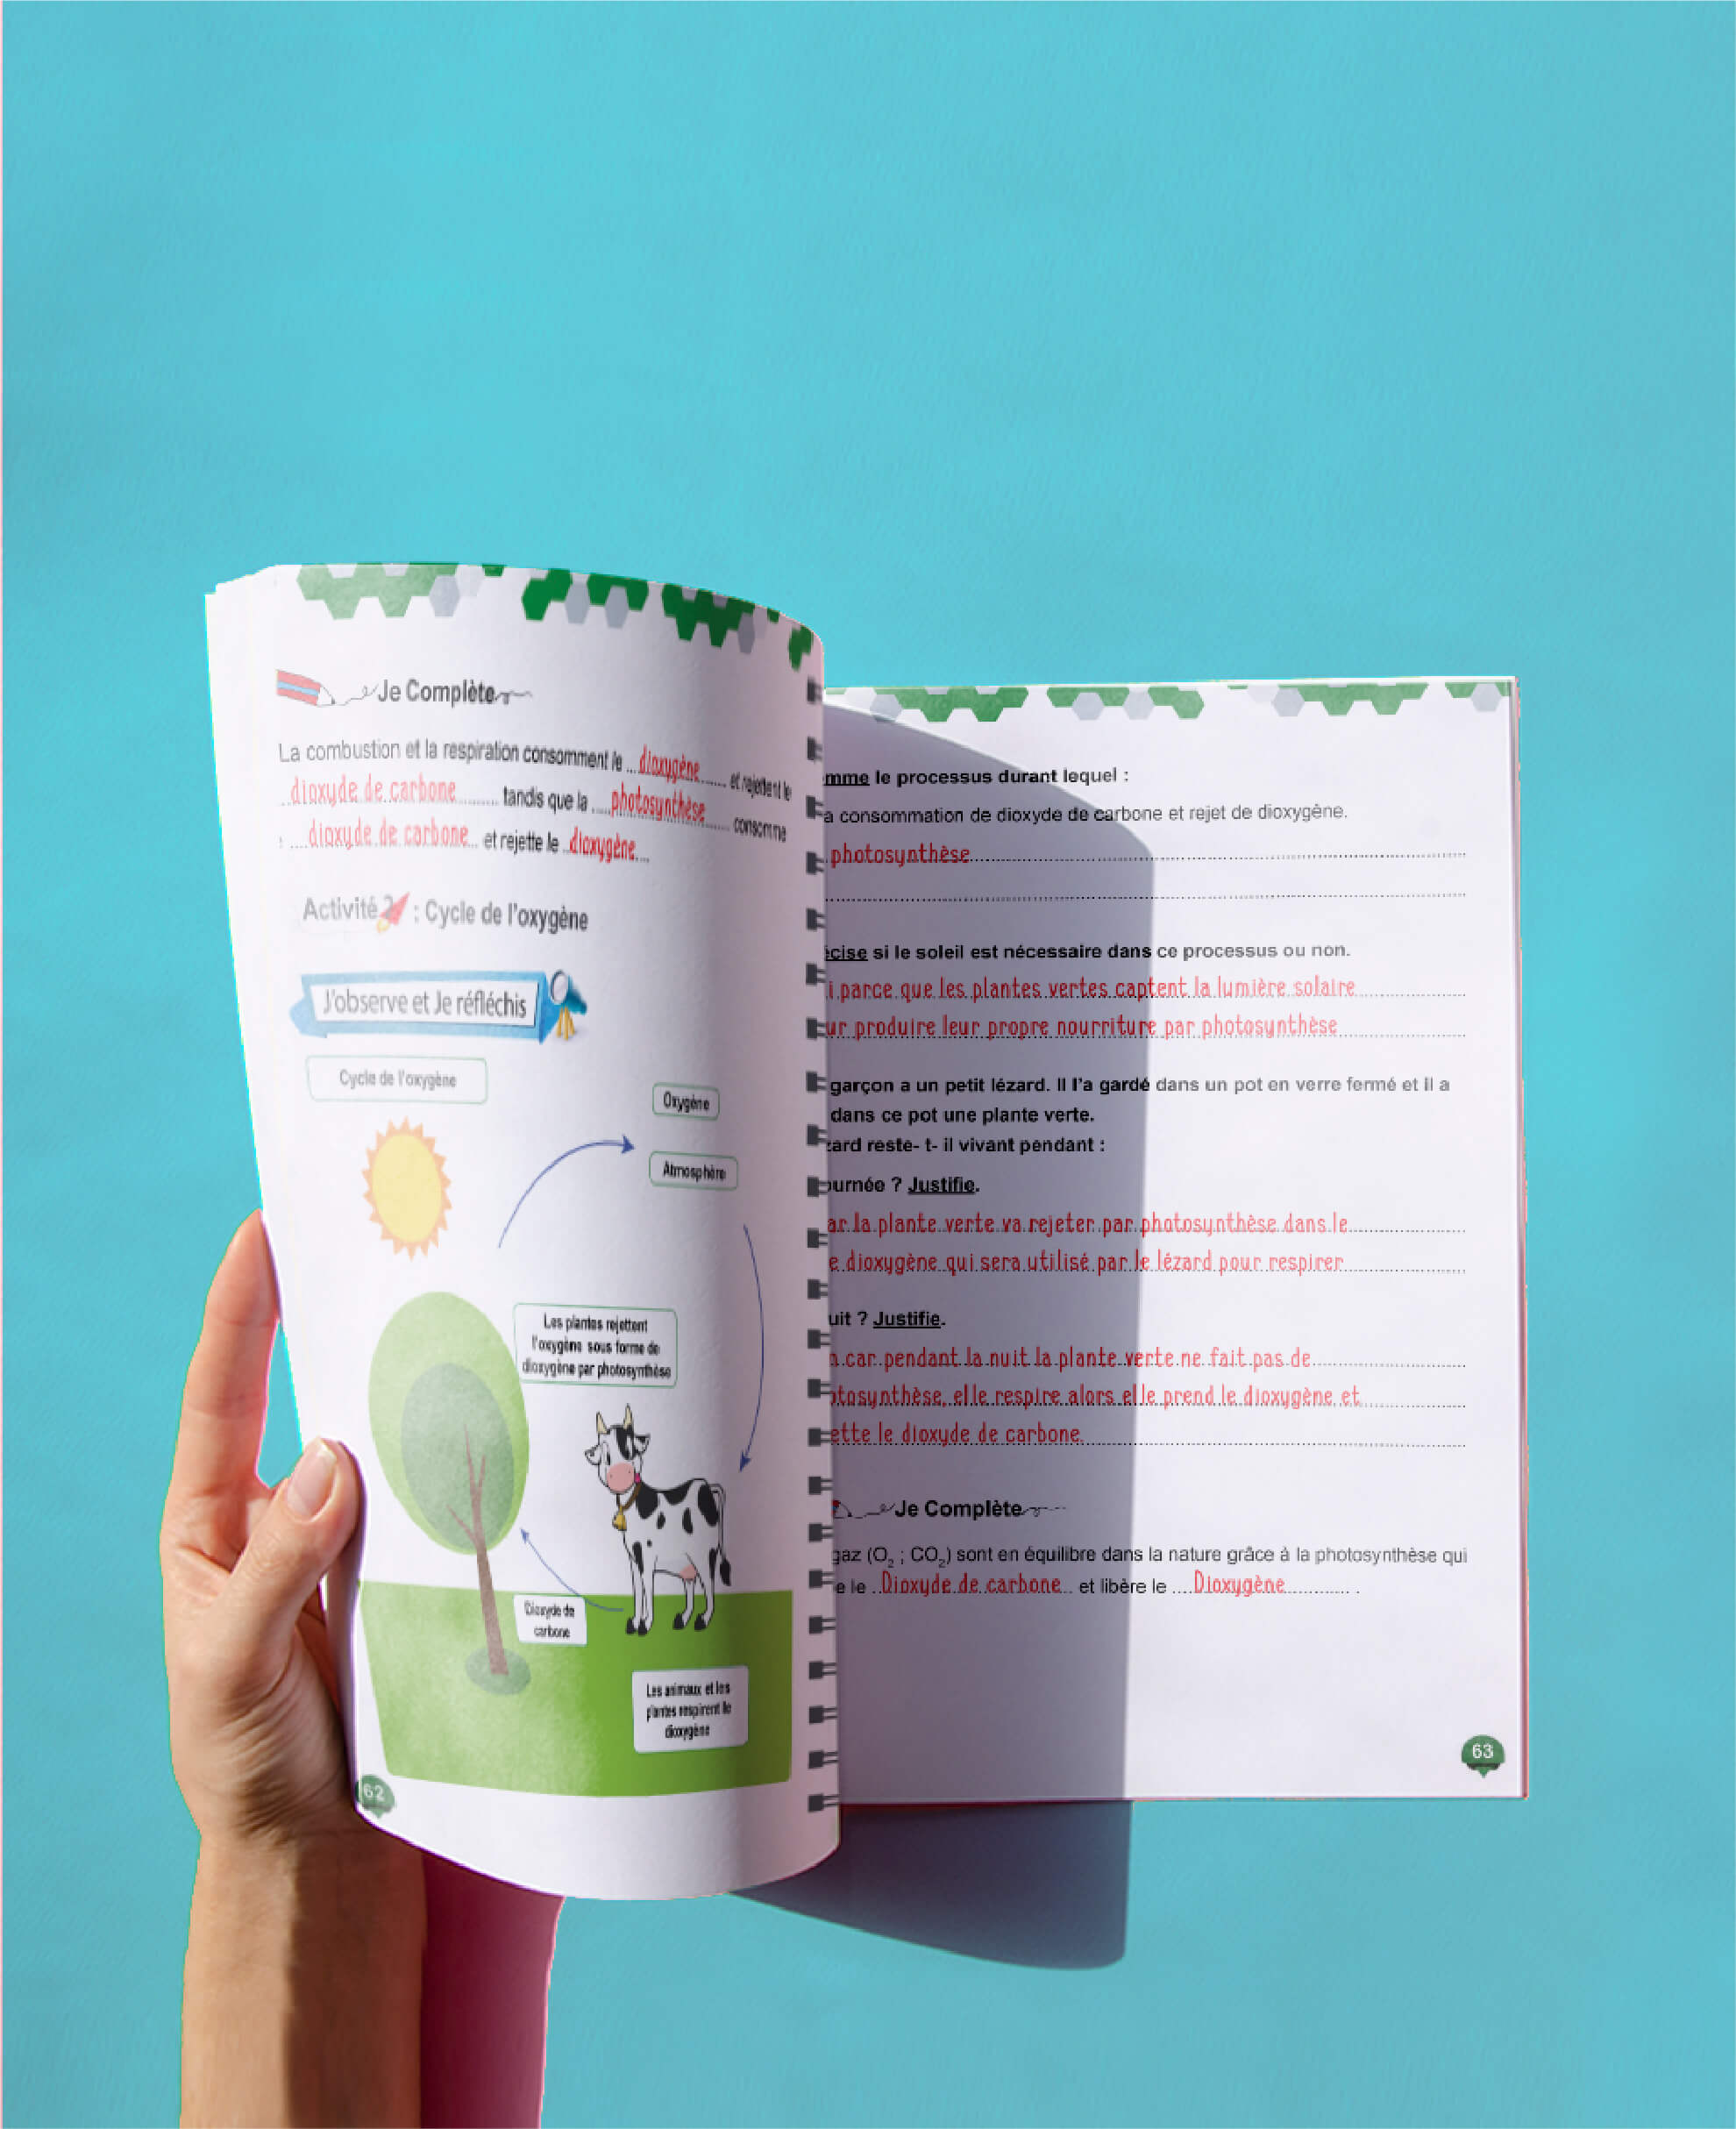 Je Complète
La combustion et la respiration consomment le ... dioxygène ...... et rejettent le
dioxyde de carbone ......... tandis que la ..... photosynthèse ...... consomme
: .... dioxyde de carbone .. et rejette le .. dioxygène ....
Activité 2 : Cycle de l'oxygène
J'observe et Je réfléchis
Cycle de l'oxygène
Oxygène
Atmosphère
Les plantes rejettent
l'oxygène sous forme de
dioxygène par photosynthèse
Dioxyde de
carbone
Les animaux et les
plantes respirent le
dioxygène
62
mme le processus durant lequel :
a consommation de dioxyde de carbone et rejet de dioxygène.
photosynthèse
cise si le soleil est nécessaire dans ce processus ou non.
i parce que les plantes vertes captent la lumière solaire
ur produire leur propre nourriture par photosynthèse
garçon a un petit lézard. Il l'a gardé dans un pot en verre fermé et il a
dans ce pot une plante verte.
zard reste- t- il vivant pendant :
ournée ? Justifie.
ar la plante verte va rejeter par photosynthèse dans le
e dioxygène qui sera utilisé par le lézard pour respirer
uit ? Justifie.
n car pendant la nuit la plante verte ne fait pas de
otosynthèse, elle respire alors elle prend le dioxygène et
ette le dioxyde de carbone
Je Complète
gaz (O₂ ; CO₂) sont en équilibre dans la nature grâce à la photosynthèse qui
e le .. Dioxyde de carbone .. et libère le .... Dioxygène ............ .
63